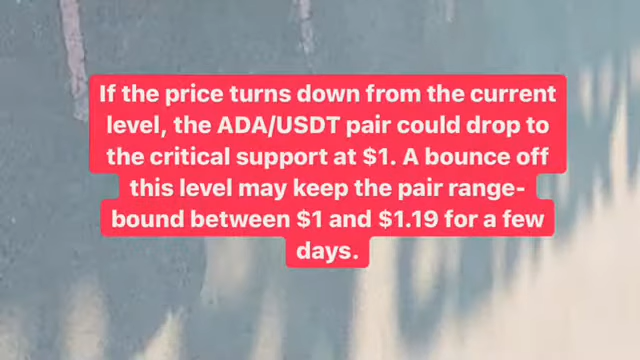 If the price turns down from the current
level, the ADA/USDT pair could drop to
the critical support at $1. A bounce off
this level may keep the pair range-
bound between $1 and $1.19 for a few
days.